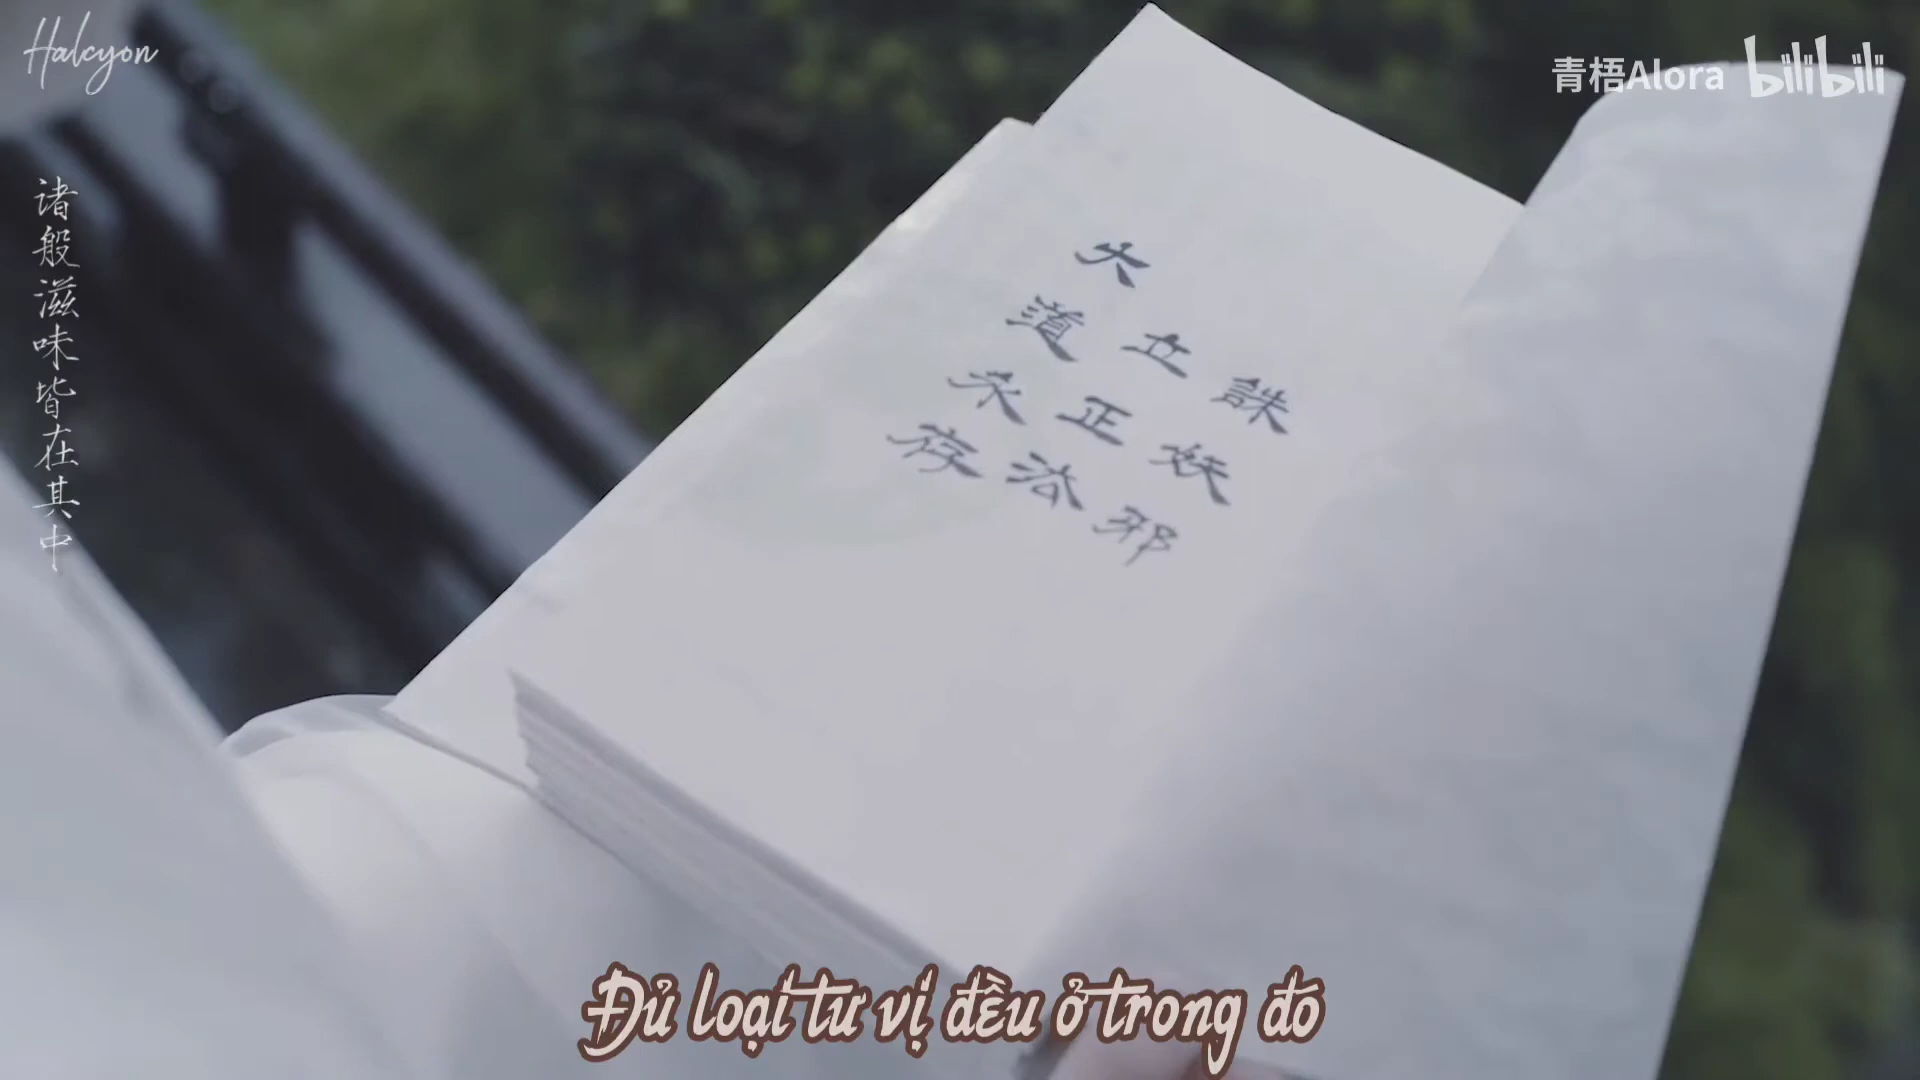 Halcyon
青梧Alora bilibili
诸般滋味皆在其中
誅妖邪
立正法
大道永存
Đủ loại tư vị đều ở trong đó